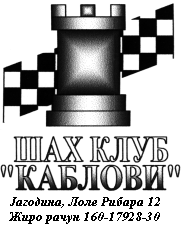 ШАХ КЛУБ
"КАБЛОВИ"
Јагодина, Лоле Рибара 12
Жиро рачун 160-17928-30